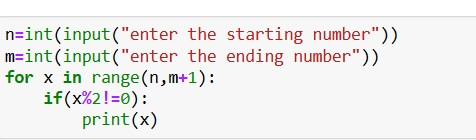 n=int(input("enter the starting number"))
m=int(input("enter the ending number"))
for x in range(n,m+1):
    if(x%2!=0):
        print(x)